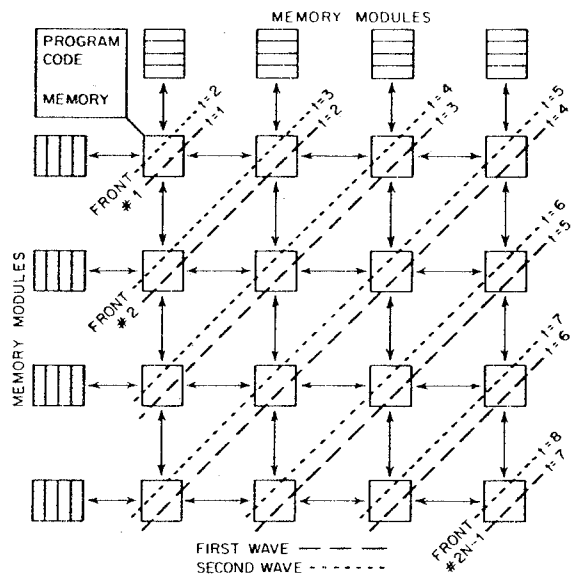 MEMORY MODULES
PROGRAM
CODE
MEMORY
t=2
t=1
t=3
t=2
t=4
t=3
t=5
t=4
FRONT
#1
t=6
t=5
FRONT
#2
MEMORY MODULES
t=7
t=6
t=8
t=7
FRONT
#2N-1
FIRST WAVE
SECOND WAVE